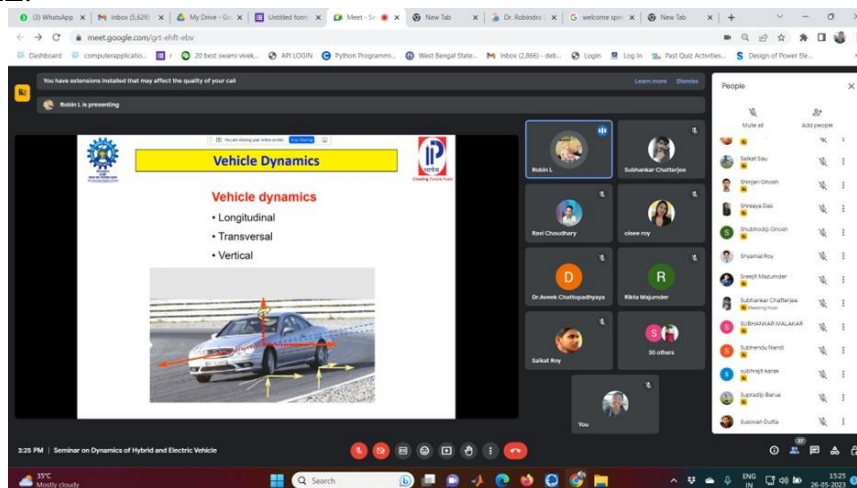 (3) WhatsApp
Inbox (5,629)
My Drive - Go
Untitled form
Meet - Se
New Tab
Dr. Robindro L
welcome spe
New Tab
meet.google.com/grt-ehft-ebv
Dashboard
computerapplicatio...
20 best swami vivek...
API LOGIN
Python Programmi...
West Bengal State...
Inbox (2,866) - deb...
Login
Log In
Past Quiz Activities...
Design of Power Ele...
You have extensions installed that may affect the quality of your call
Learn more
Dismiss
Robin L is presenting
Vehicle Dynamics
Vehicle dynamics
• Longitudinal
• Transversal
• Vertical
Robin L
Subhankar Chatterjee
Ravi Choudhary
oisee roy
D
R
Dr.Aveek Chattopadhyaya
Rikta Majumder
Saikat Roy
S
30 others
You
People
Mute all
Add people
Saikat Sau
Shirjan Ghosh
Shreeya Das
S
Shubhodip Ghosh
Shyamal Roy
Sreejit Mazumder
Subhankar Chatterjee
Meeting host
S
SUBHANKAR MALAKAR
S
Subhendu Nandi
s
subhrajit karak
Supradip Barua
Susovan Dutta
3:25 PM | Seminar on Dynamics of Hybrid and Electric Vehicle
37
35°C
Mostly cloudy
Search
ENG
IN
15:25
26-05-2023